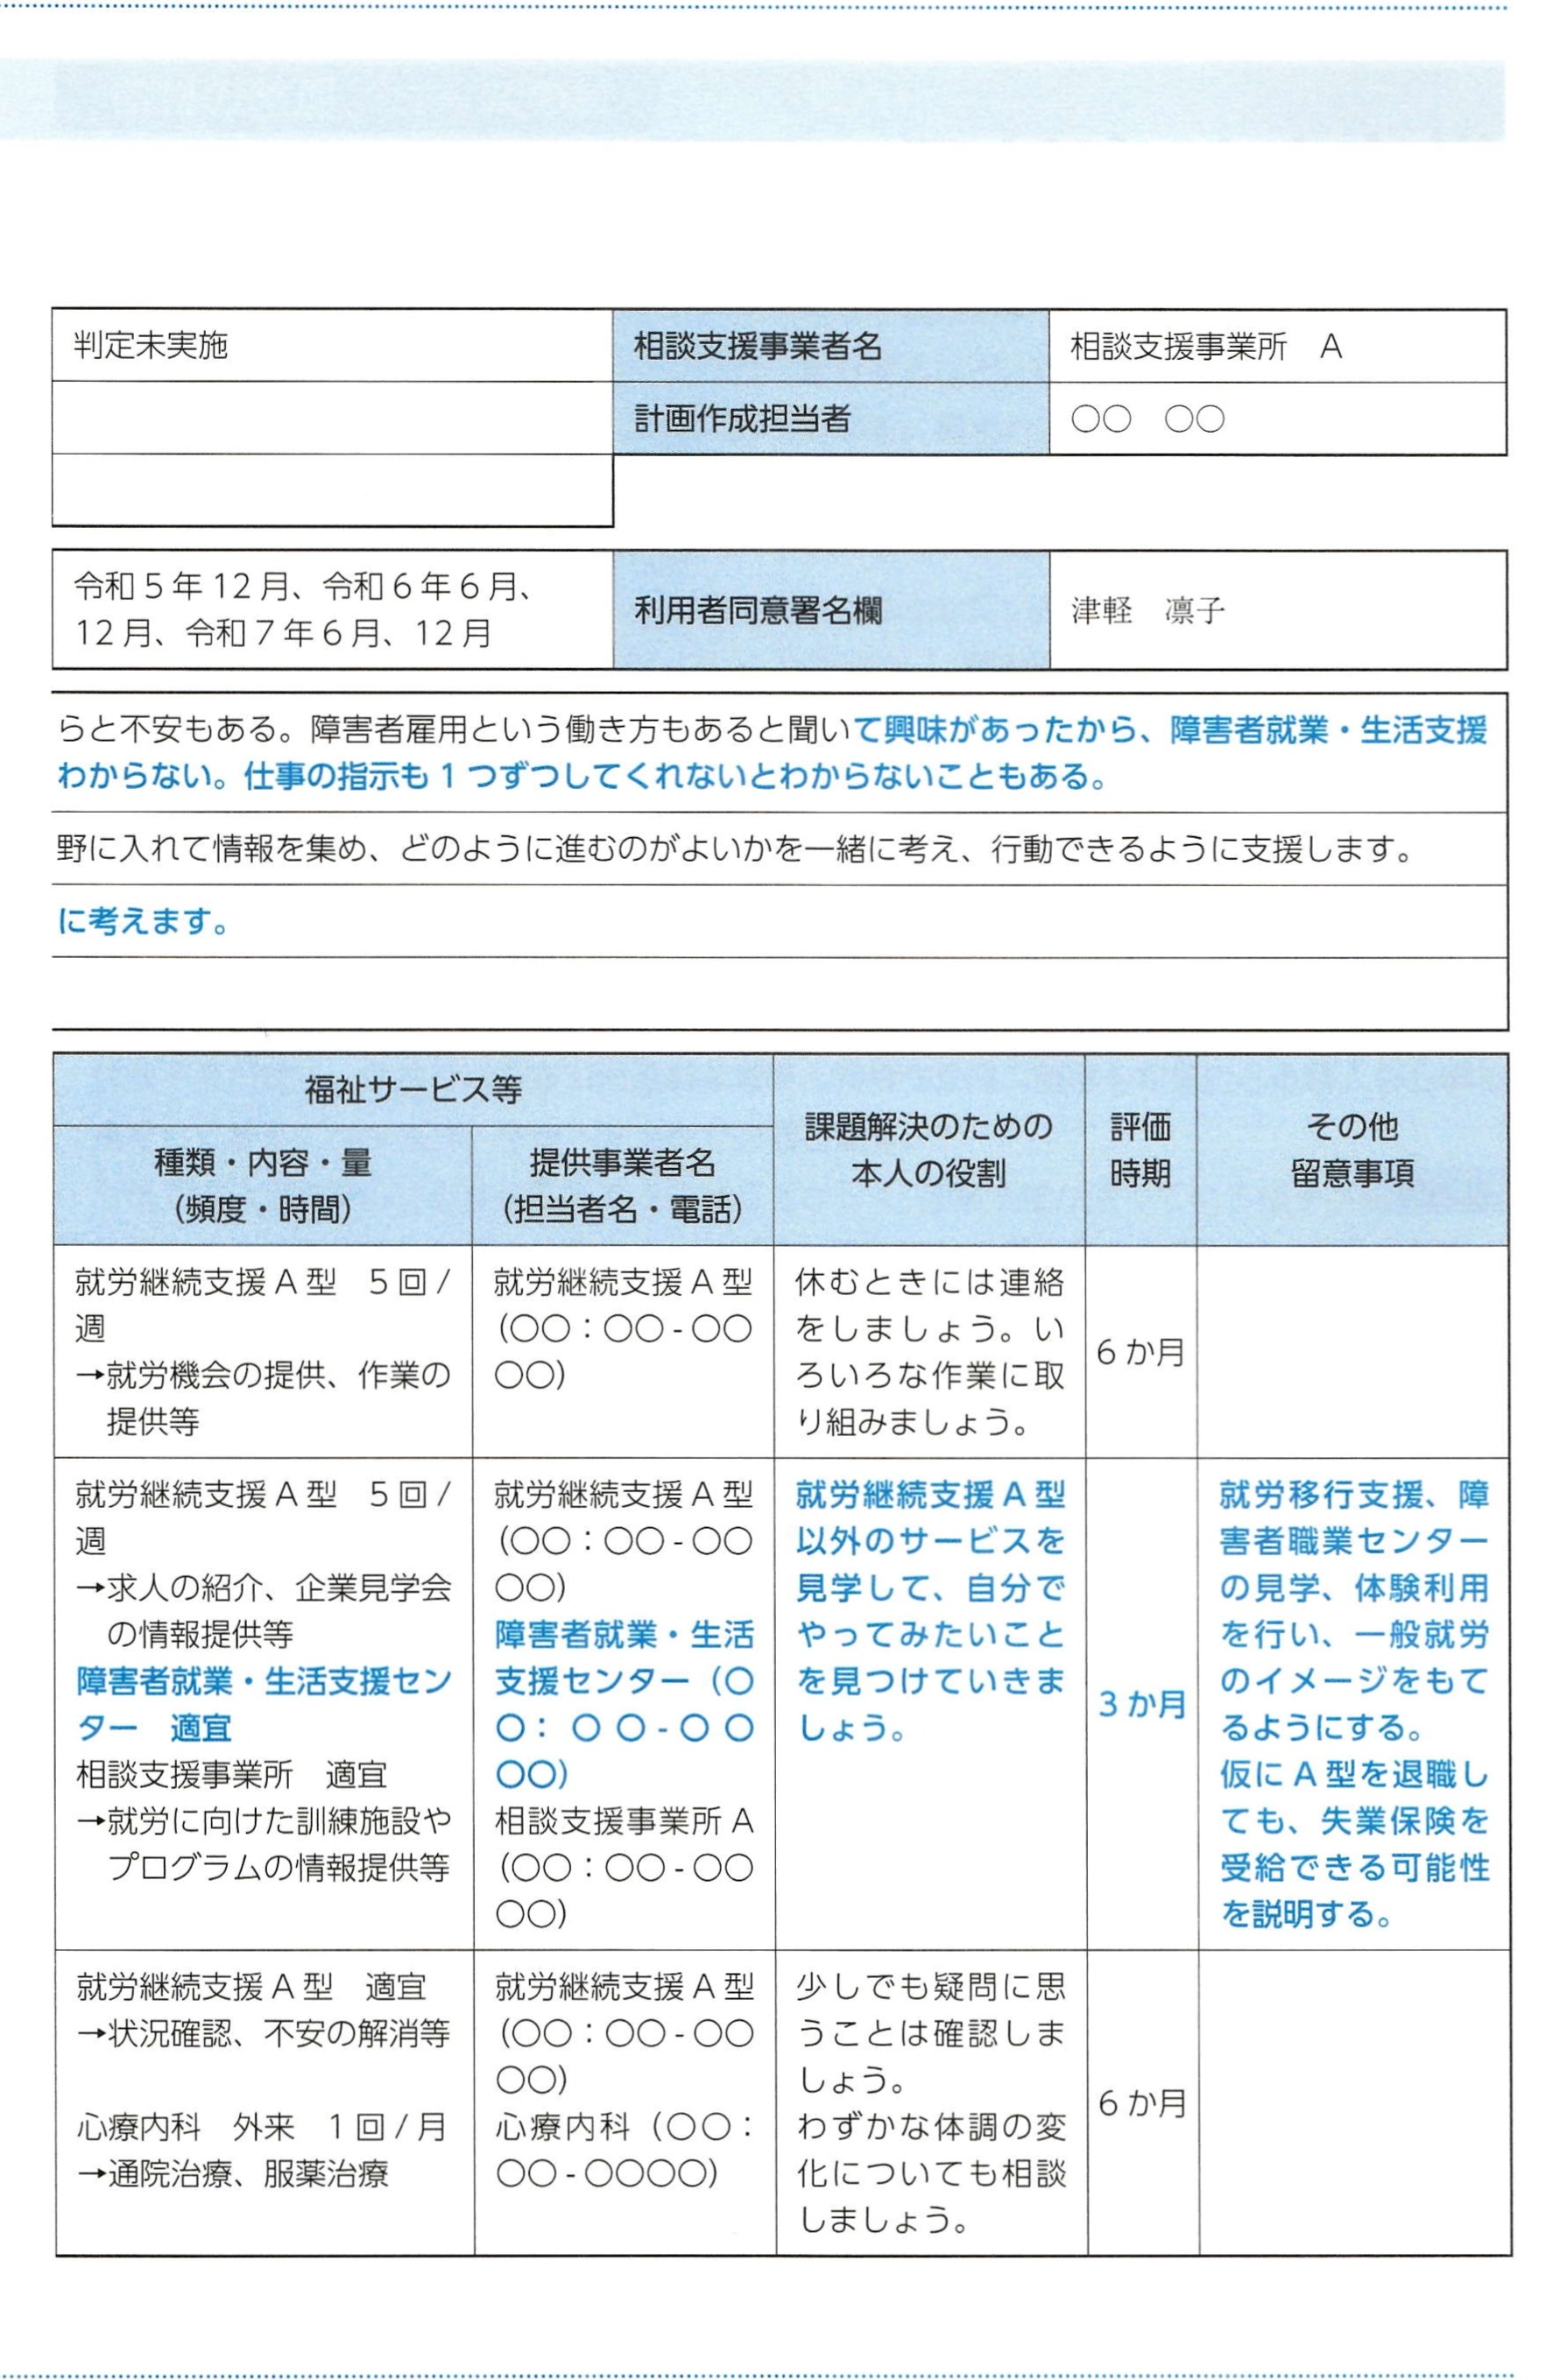 判定未実施
相談支援事業者名
相談支援事業所　A
計画作成担当者
○○　○○
令和5年12月、令和6年6月、
12月、令和7年6月、12月
利用者同意署名欄
津軽　凛子
らと不安もある。障害者雇用という働き方もあると聞いて興味があったから、障害者就業・生活支援
わからない。仕事の指示も1つずつしてくれないとわからないこともある。
野に入れて情報を集め、どのように進むのがよいかを一緒に考え、行動できるように支援します。
に考えます。
福祉サービス等
種類・内容・量
（頻度・時間）
提供事業者名
（担当者名・電話）
課題解決のための
本人の役割
評価
時期
その他
留意事項
就労継続支援A型　5回/
週
→就労機会の提供、作業の
提供等
就労継続支援A型
（○○：○○-○○
○○）
休むときには連絡
をしましょう。い
ろいろな作業に取
り組みましょう。
6か月
就労継続支援A型　5回/
週
→求人の紹介、企業見学会
の情報提供等
障害者就業・生活支援セン
ター　適宜
相談支援事業所　適宜
→就労に向けた訓練施設や
プログラムの情報提供等
就労継続支援A型
（○○：○○-○○
○○）
障害者就業・生活
支援センター（○
○：○○-○○
○○）
相談支援事業所A
（○○：○○-○○
○○）
就労継続支援A型
以外のサービスを
見学して、自分で
やってみたいこと
を見つけていきま
しょう。
3か月
就労移行支援、障
害者職業センター
の見学、体験利用
を行い、一般就労
のイメージをもて
るようにする。
仮にA型を退職し
ても、失業保険を
受給できる可能性
を説明する。
就労継続支援A型　適宜
→状況確認、不安の解消等
心療内科　外来　1回/月
→通院治療、服薬治療
就労継続支援A型
（○○：○○-○○
○○）
心療内科（○○：
○○-○○○○）
少しでも疑問に思
うことは確認しま
しょう。
わずかな体調の変
化についても相談
しましょう。
6か月